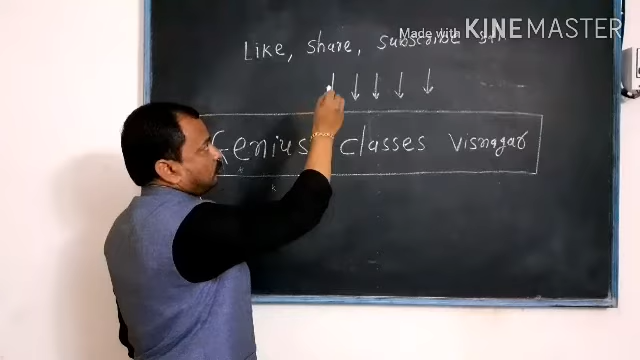 Made with KINEMASTER
Like, share, subscribe
Genius classes visnagar